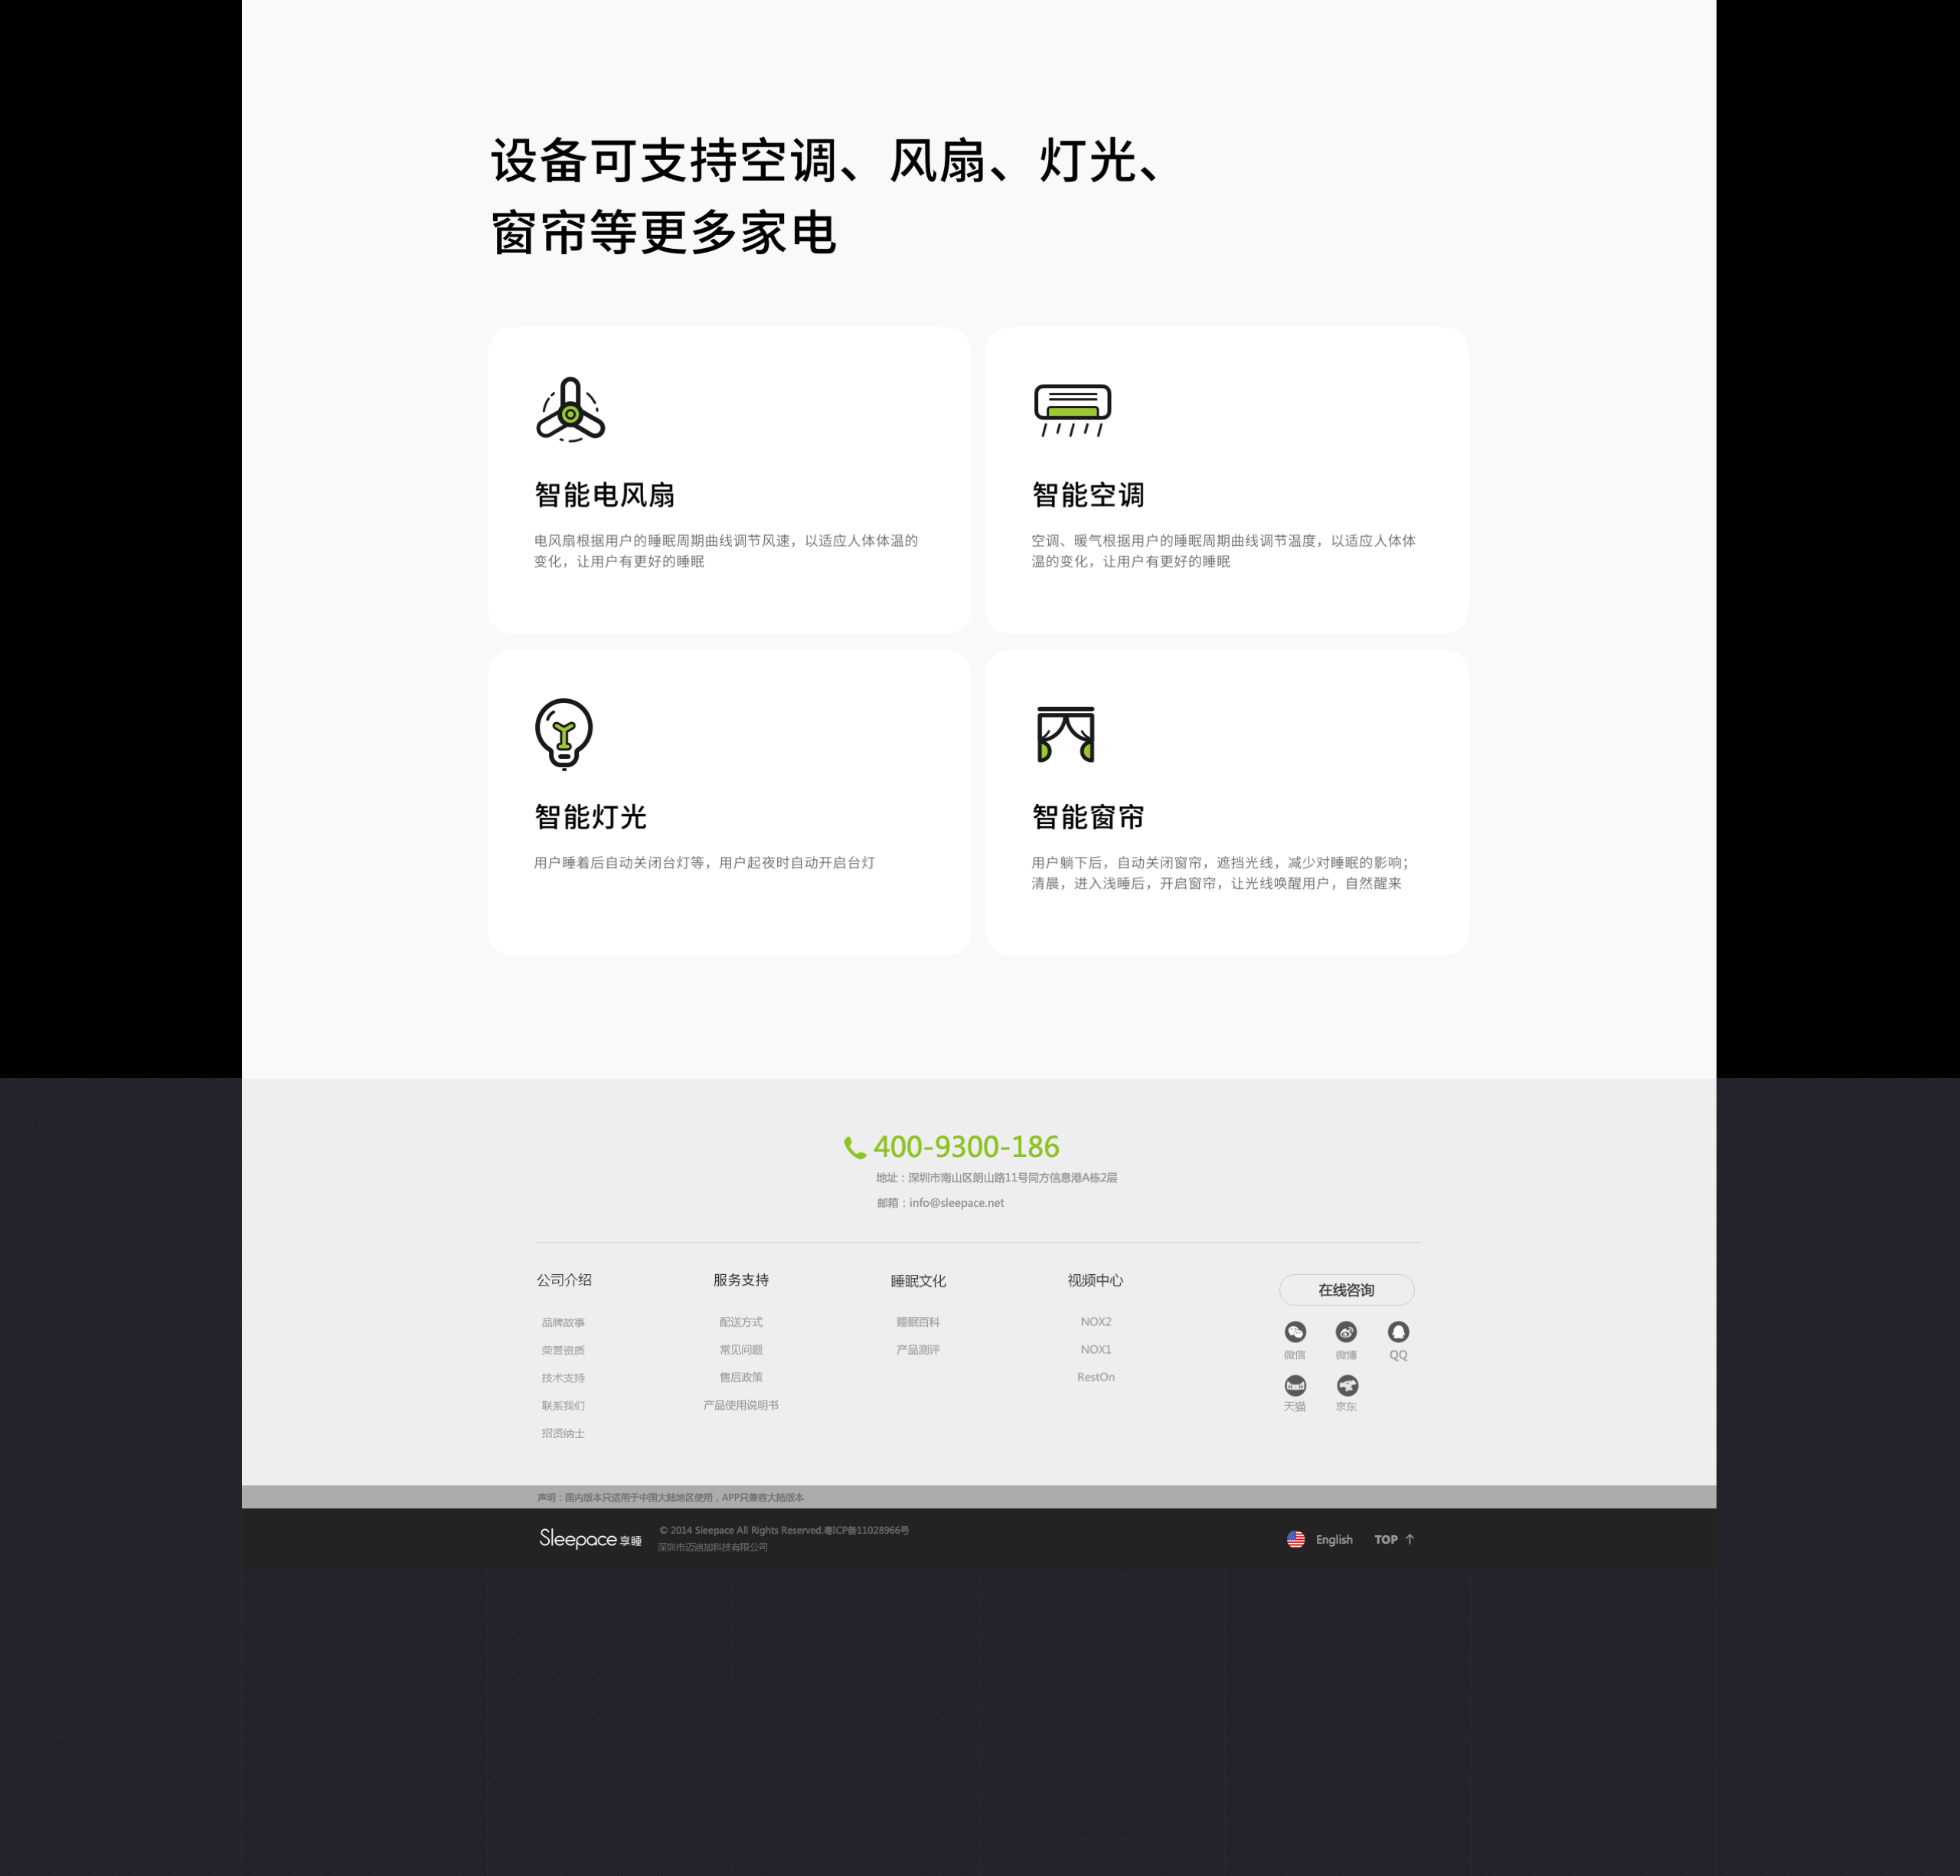 设备可支持空调、风扇、灯光、
窗帘等更多家电
智能电风扇
电风扇根据用户的睡眠周期曲线调节风速，以适应人体体温的
变化，让用户有更好的睡眠
智能空调
空调、暖气根据用户的睡眠周期曲线调节温度，以适应人体体
温的变化，让用户有更好的睡眠
智能灯光
用户睡着后自动关闭台灯等，用户起夜时自动开启台灯
智能窗帘
用户躺下后，自动关闭窗帘，遮挡光线，减少对睡眠的影响；
清晨，进入浅睡后，开启窗帘，让光线唤醒用户，自然醒来
400-9300-186
地址：深圳市南山区朗山路11号同方信息港A栋2层
邮箱：info@sleepace.net
公司介绍
品牌故事
荣誉资质
技术支持
联系我们
招贤纳士
服务支持
配送方式
常见问题
售后政策
产品使用说明书
睡眠文化
睡眠百科
产品测评
视频中心
NOX2
NOX1
RestOn
在线咨询
微信
微博
QQ
天猫
京东
声明：国内版本只适用于中国大陆地区使用，APP只兼容大陆版本
Sleepace 享睡
© 2014 Sleepace All Rights Reserved.粤ICP备11028966号
深圳市迈迪加科技有限公司
English
TOP